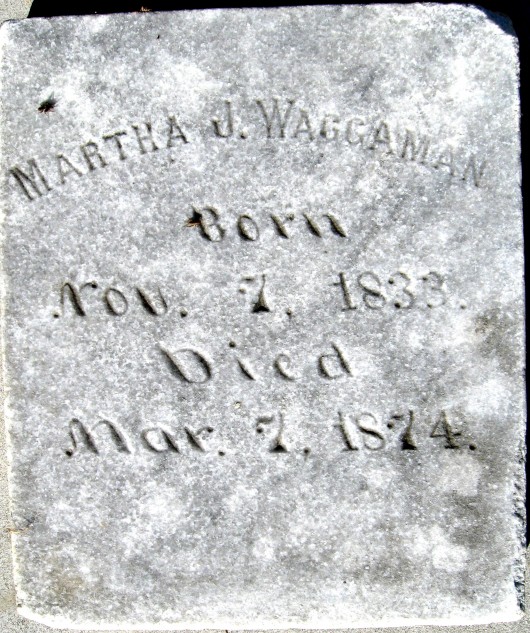 MARTHA J. WAGGAMAN
Born
Nov. 7, 1833.
Died
Mar. 7, 1874.